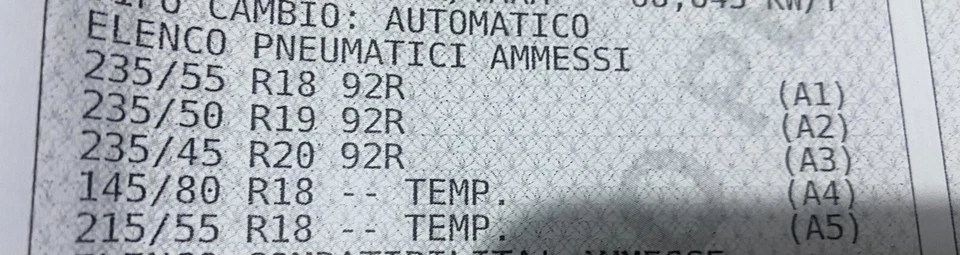 CAMBIO: AUTOMATICO
ELENCO PNEUMATICI AMMESSI
235/55 R18 92R (A1)
235/50 R19 92R (A2)
235/45 R20 92R (A3)
145/80 R18 -- TEMP. (A4)
215/55 R18 -- TEMP. (A5)